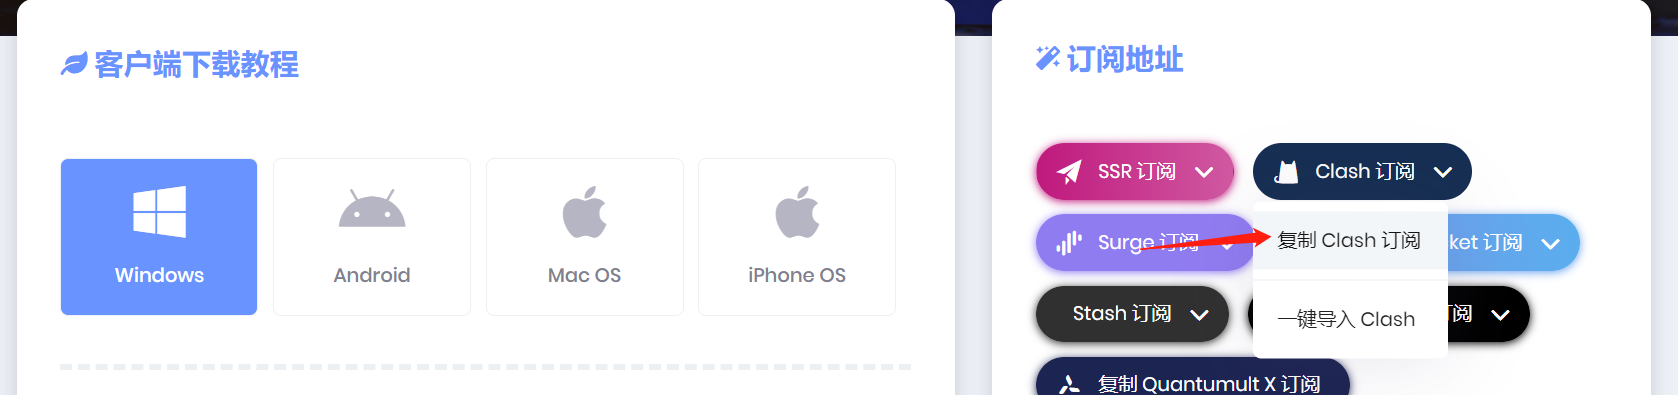 客户端下载教程
Windows
Android
Mac OS
iPhone OS
订阅地址
SSR 订阅
Clash 订阅
Surge 订阅
复制 Clash 订阅
ket 订阅
Stash 订阅
一键导入 Clash
订阅
复制 Quantumult X 订阅